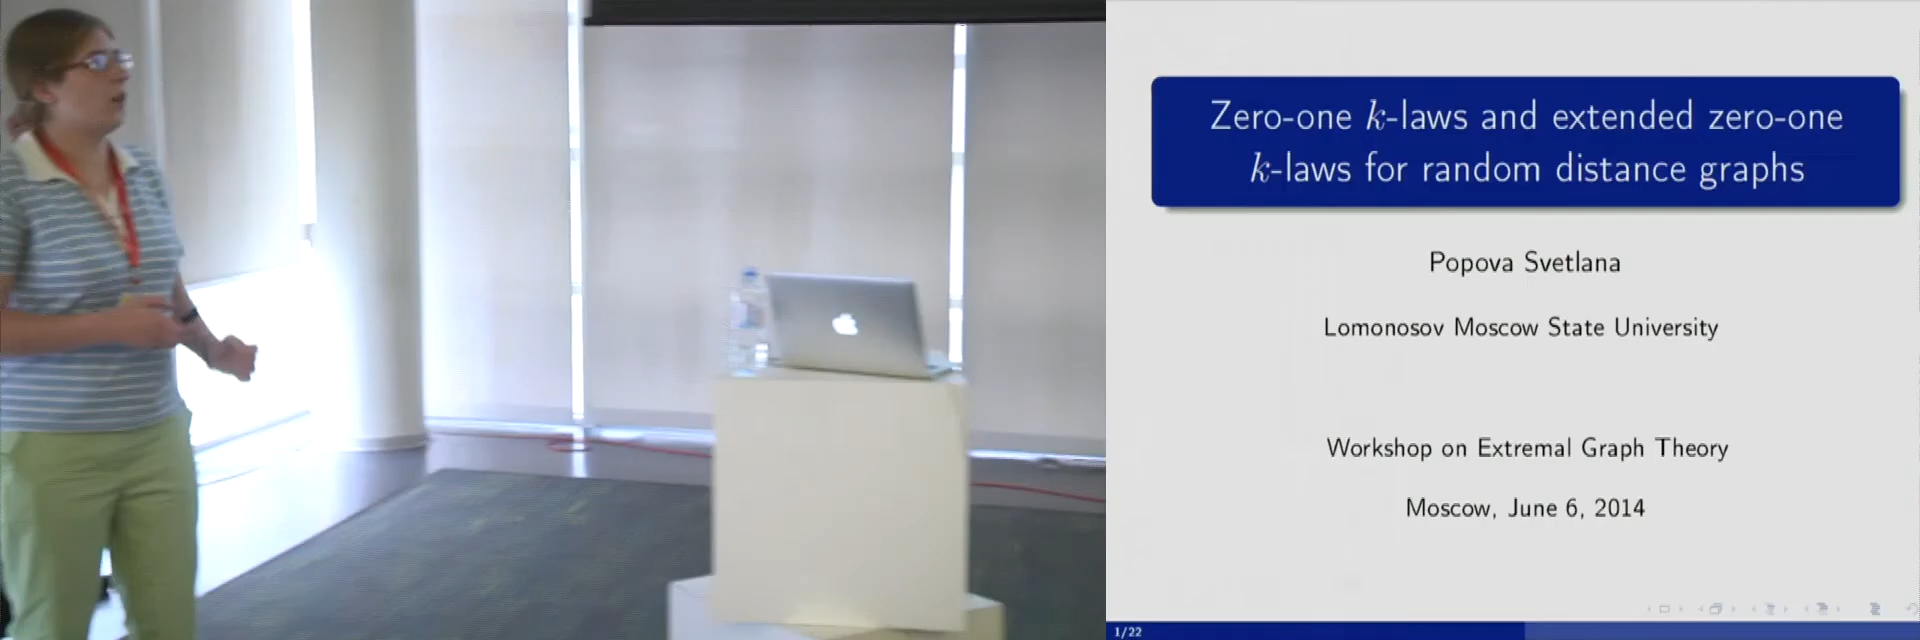 Zero-one k-laws and extended zero-one
k-laws for random distance graphs
Popova Svetlana
Lomonosov Moscow State University
Workshop on Extremal Graph Theory
Moscow, June 6, 2014
1/22